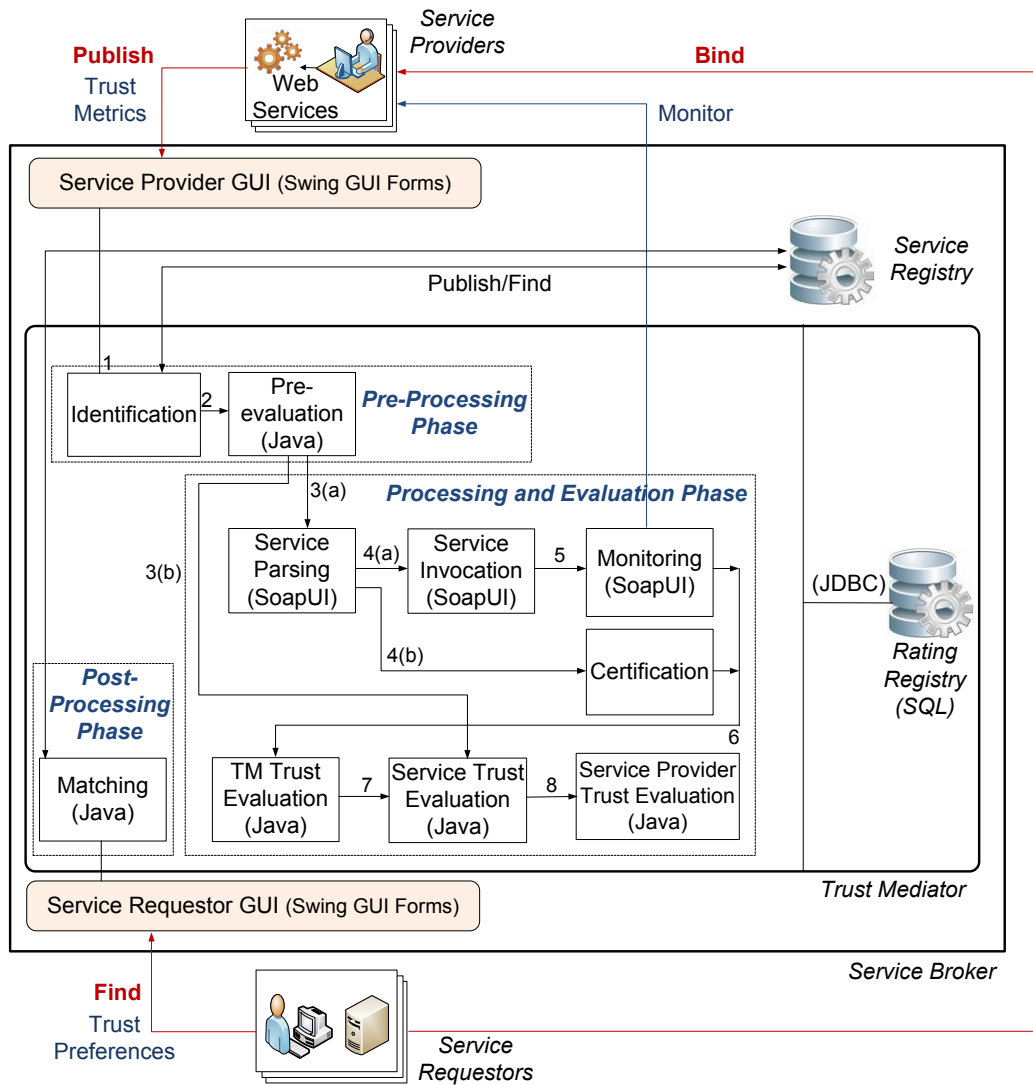 Service
Providers
Publish
Trust
Metrics
Web
Services
Bind
Monitor
Service Provider GUI (Swing GUI Forms)
Service
Registry
Publish/Find
1
Identification
2
Pre-
evaluation
(Java)
Pre-Processing
Phase
3(a)
Processing and Evaluation Phase
3(b)
Service
Parsing
(SoapUI)
4(a)
Service
Invocation
(SoapUI)
5
Monitoring
(SoapUI)
(JDBC)
4(b)
Certification
Rating
Registry
(SQL)
Post-
Processing
Phase
6
Matching
(Java)
TM Trust
Evaluation
(Java)
7
Service Trust
Evaluation
(Java)
8
Service Provider
Trust Evaluation
(Java)
Trust Mediator
Service Requestor GUI (Swing GUI Forms)
Service Broker
Find
Trust
Preferences
Service
Requestors